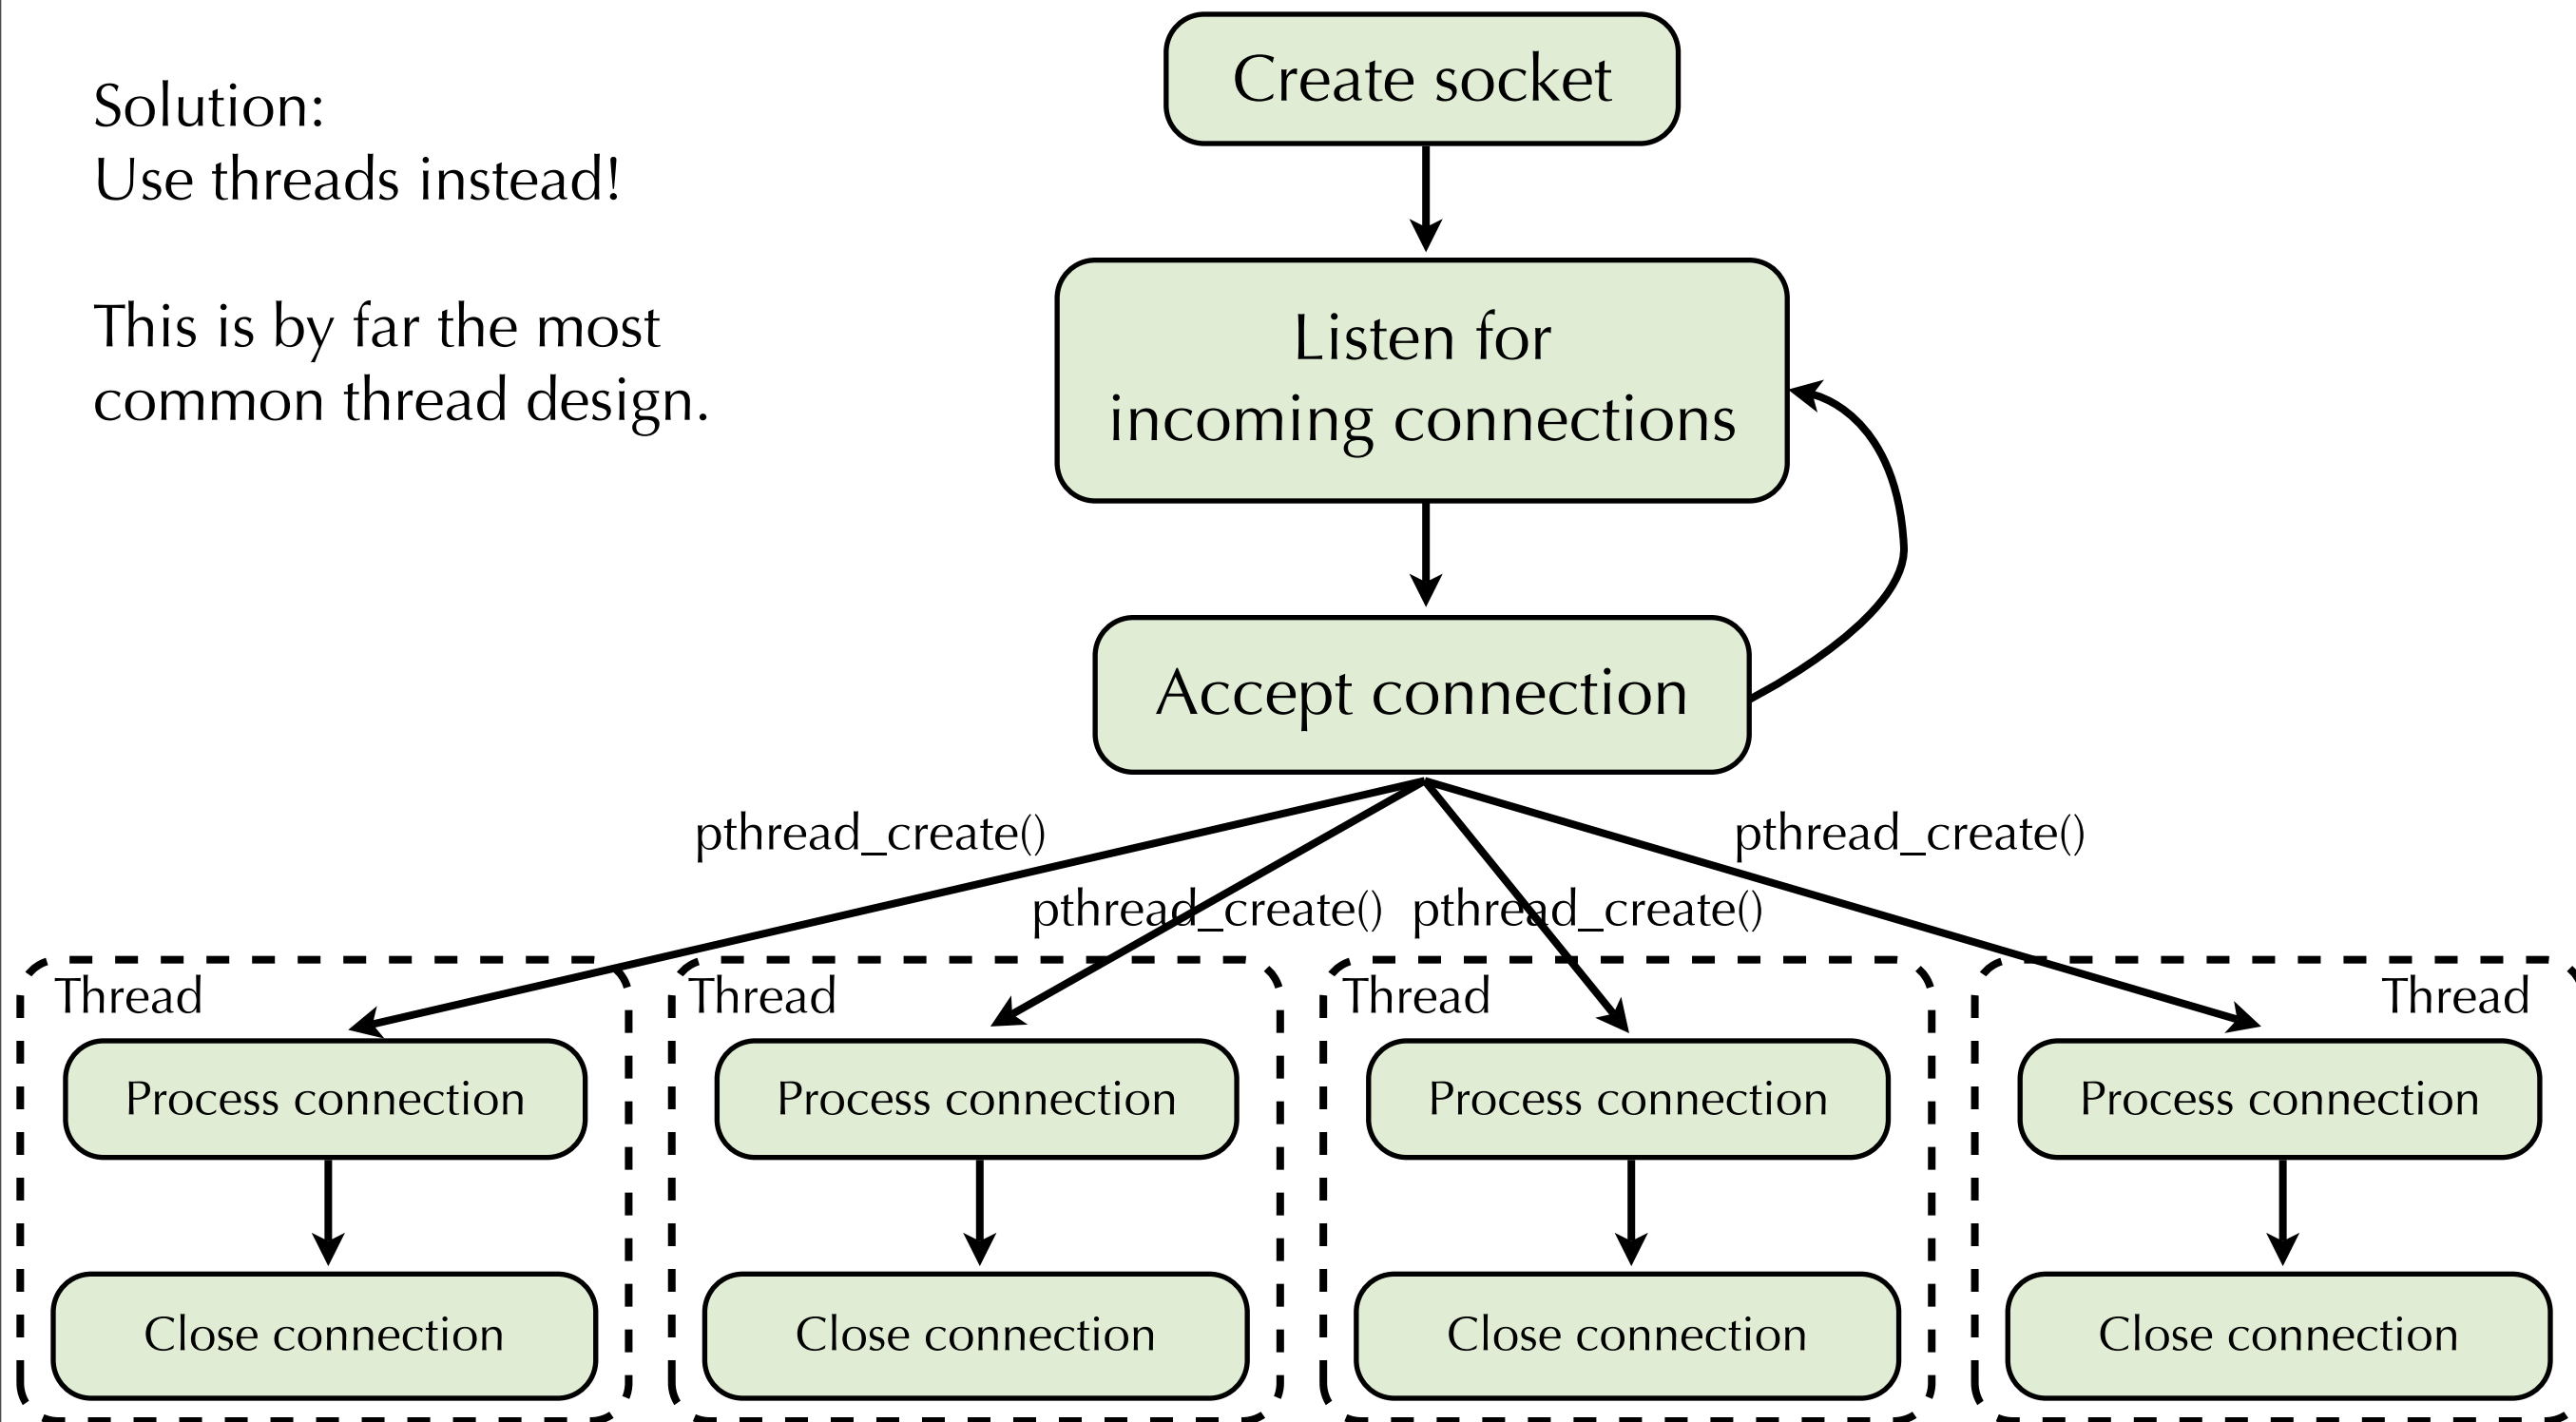 Solution:
Use threads instead!
This is by far the most
common thread design.
Create socket
Listen for
incoming connections
Accept connection
pthread_create()
pthread_create()
pthread_create()
pthread_create()
Thread
Thread
Thread
Thread
Process connection
Process connection
Process connection
Process connection
Close connection
Close connection
Close connection
Close connection